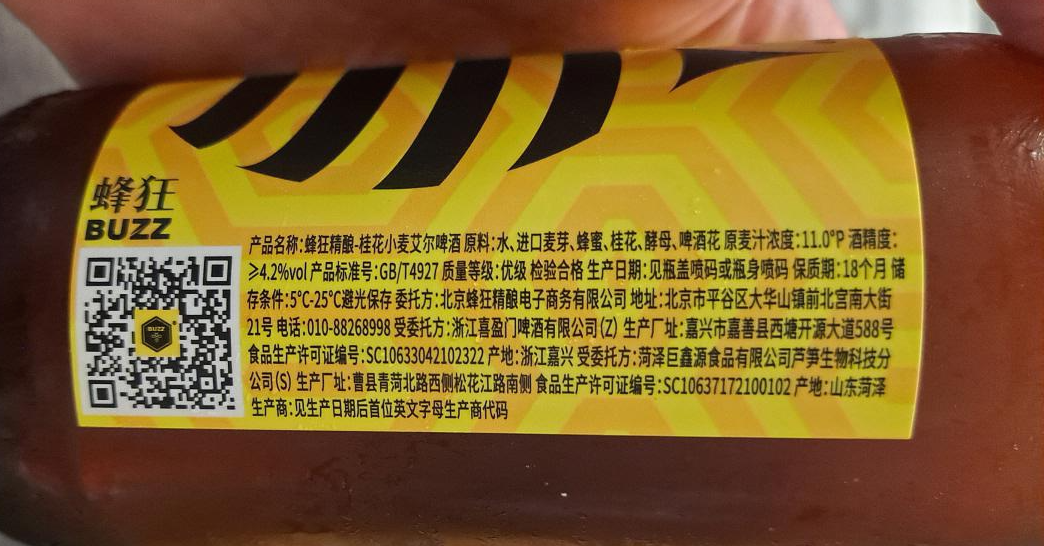 蜂狂
BUZZ
产品名称:蜂狂精酿-桂花小麦艾尔啤酒 原料:水、进口麦芽、蜂蜜、桂花、酵母、啤酒花 原麦汁浓度:11.0°P 酒精度:
≥4.2%vol 产品标准号:GB/T4927 质量等级:优级 检验合格 生产日期:见瓶盖喷码或瓶身喷码 保质期:18个月 储
存条件:5℃-25℃避光保存 委托方:北京蜂狂精酿电子商务有限公司 地址:北京市平谷区大华山镇前北宫南大街
21号 电话:010-88268998 受委托方:浙江喜盈门啤酒有限公司(Z) 生产厂址:嘉兴市嘉善县西塘开源大道588号
食品生产许可证编号:SC10633042102322 产地:浙江嘉兴 受委托方:菏泽巨鑫源食品有限公司芦笋生物科技分
公司(S) 生产厂址:曹县青菏北路西侧松花江路南侧 食品生产许可证编号:SC10637172100102 产地:山东菏泽
生产商:见生产日期后首位英文字母生产商代码
BUZZ